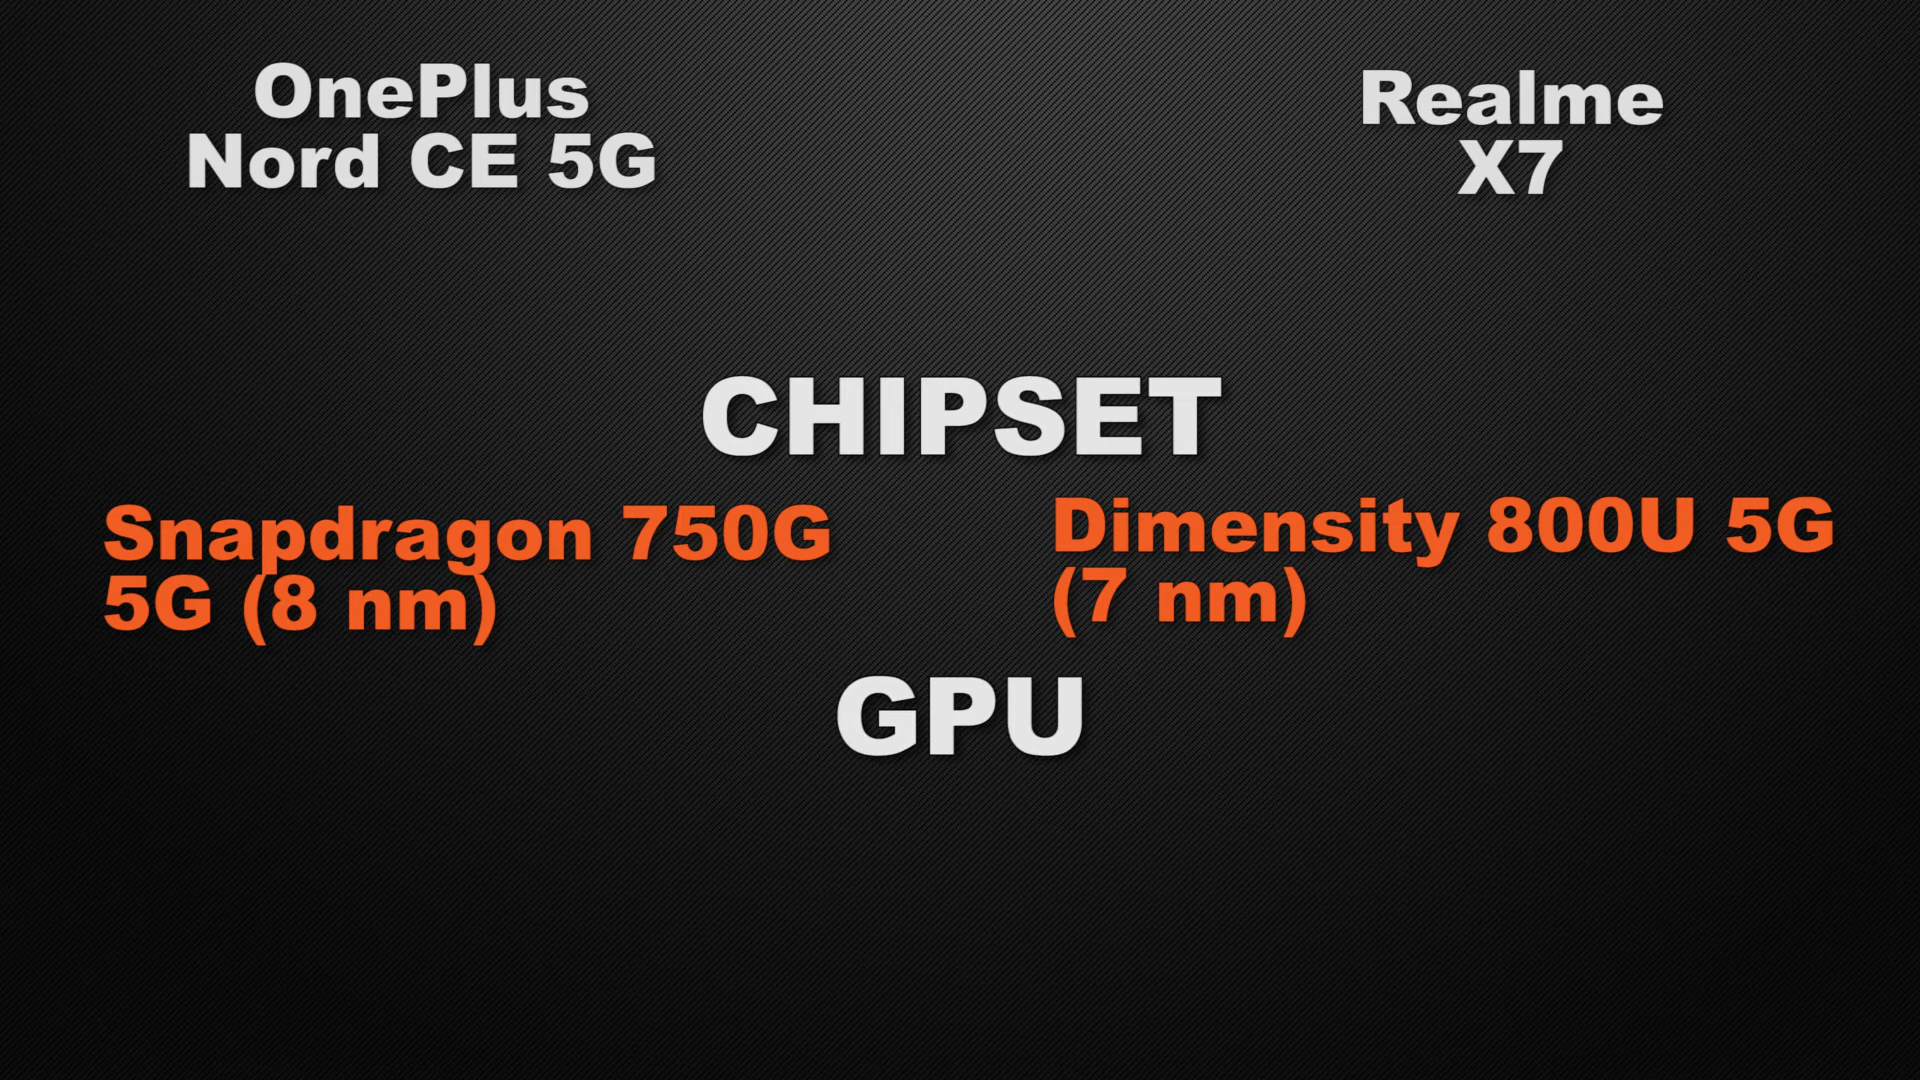 OnePlus
Nord CE 5G
Realme
X7
CHIPSET
Snapdragon 750G
5G (8 nm)
Dimensity 800U 5G
(7 nm)
GPU